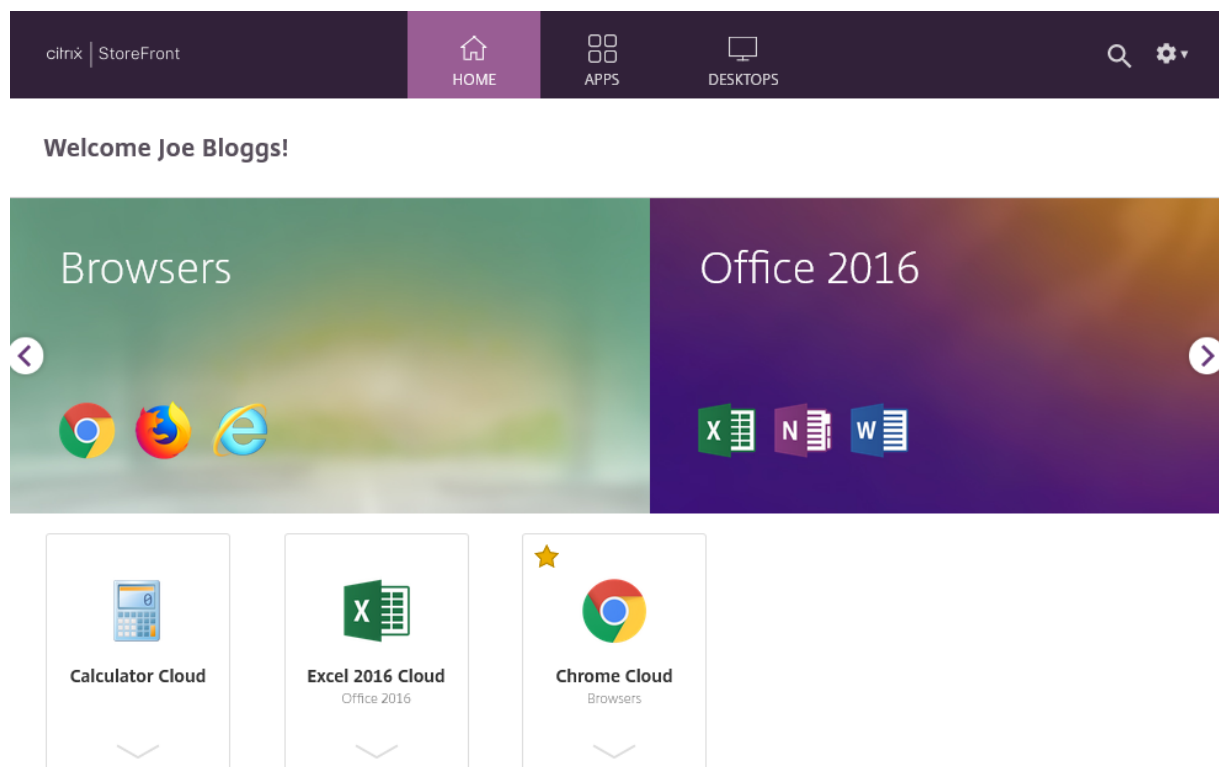 citrix | StoreFront
HOME
APPS
DESKTOPS
Welcome Joe Bloggs!
Browsers
Office 2016
X
N
W
0
X
Calculator Cloud
Excel 2016 Cloud
Office 2016
Chrome Cloud
Browsers